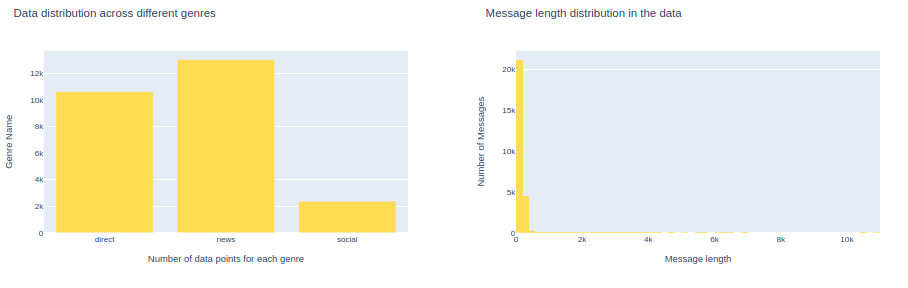 Data distribution across different genres
Genre Name
12k
10k
8k
6k
4k
2k
0
direct
news
social
Number of data points for each genre
Message length distribution in the data
Number of Messages
20k
15k
10k
5k
0
0
2k
4k
6k
8k
10k
Message length